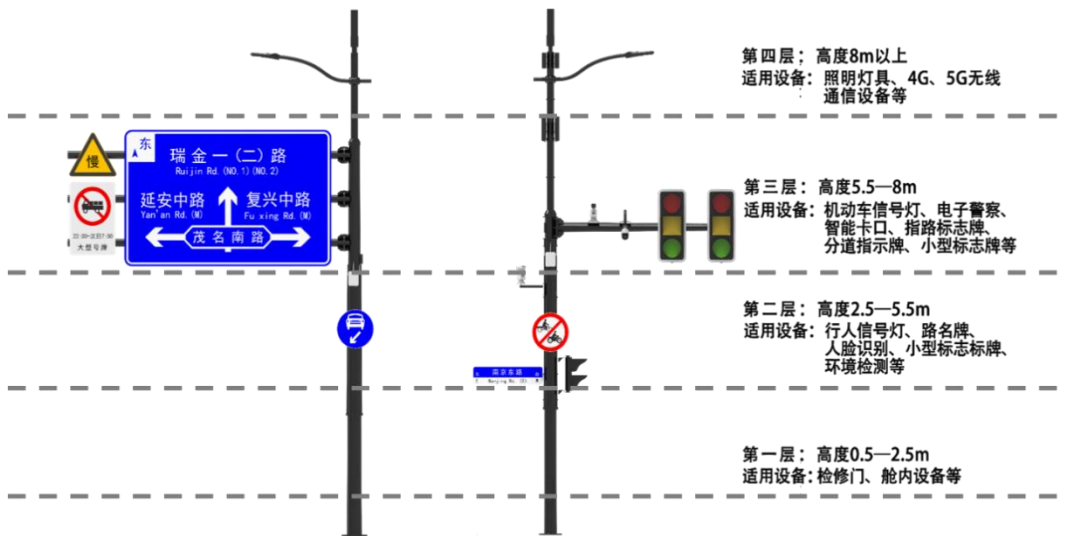 第四层：高度8m以上
适用设备：照明灯具、4G、5G无线
通信设备等
东
慢
瑞金一(二)路
Ruijin Rd.(NO.1)(NO.2)
延安中路
Yan'an Rd.(M)
复兴中路
Fu xing Rd.(M)
茂名南路
大型号牌
第三层：高度5.5—8m
适用设备：机动车信号灯、电子警察、
智能卡口、指路标志牌、
分道指示牌、小型标志牌等
第二层：高度2.5—5.5m
适用设备：行人信号灯、路名牌、
人脸识别、小型标志标牌、
环境检测等
南京东路
Nanjing Rd. (E)
第一层：高度0.5—2.5m
适用设备：检修门、舱内设备等